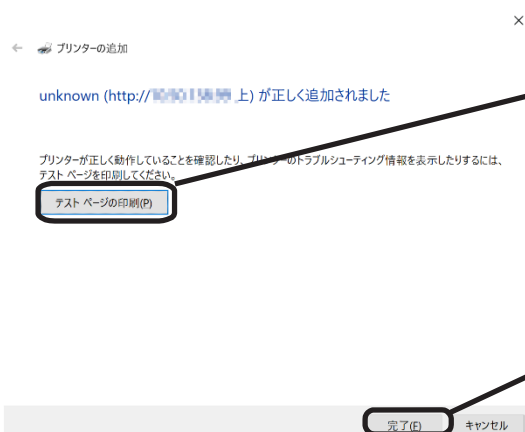 プリンターの追加
unknown (http:// 上) が正しく追加されました
プリンターが正しく動作していることを確認したり、プリンターのトラブルシューティング情報を表示したりするには、
テスト ページを印刷してください。
テスト ページの印刷(P)
完了(F)
キャンセル